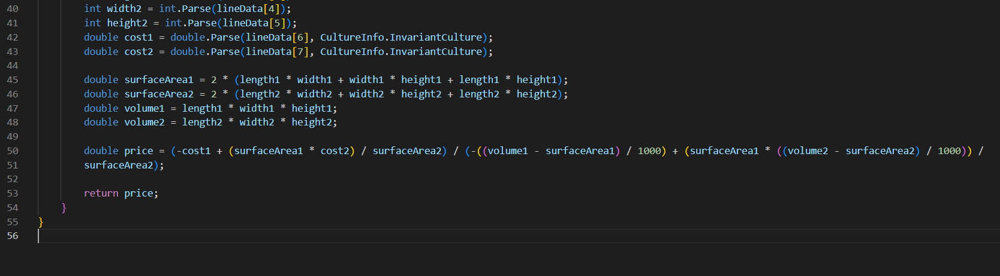 40 int width2 = int.Parse(lineData[4]);
41 int height2 = int.Parse(lineData[5]);
42 double cost1 = double.Parse(lineData[6], CultureInfo.InvariantCulture);
43 double cost2 = double.Parse(lineData[7], CultureInfo.InvariantCulture);
44
45 double surfaceArea1 = 2 * (length1 * width1 + width1 * height1 + length1 * height1);
46 double surfaceArea2 = 2 * (length2 * width2 + width2 * height2 + length2 * height2);
47 double volume1 = length1 * width1 * height1;
48 double volume2 = length2 * width2 * height2;
49
50 double price = (-cost1 + (surfaceArea1 * cost2) / surfaceArea2) / (-((volume1 - surfaceArea1) / 1000) + (surfaceArea1 * ((volume2 - surfaceArea2) / 1000)) /
51 surfaceArea2);
52
53 return price;
54 }
55 }
56